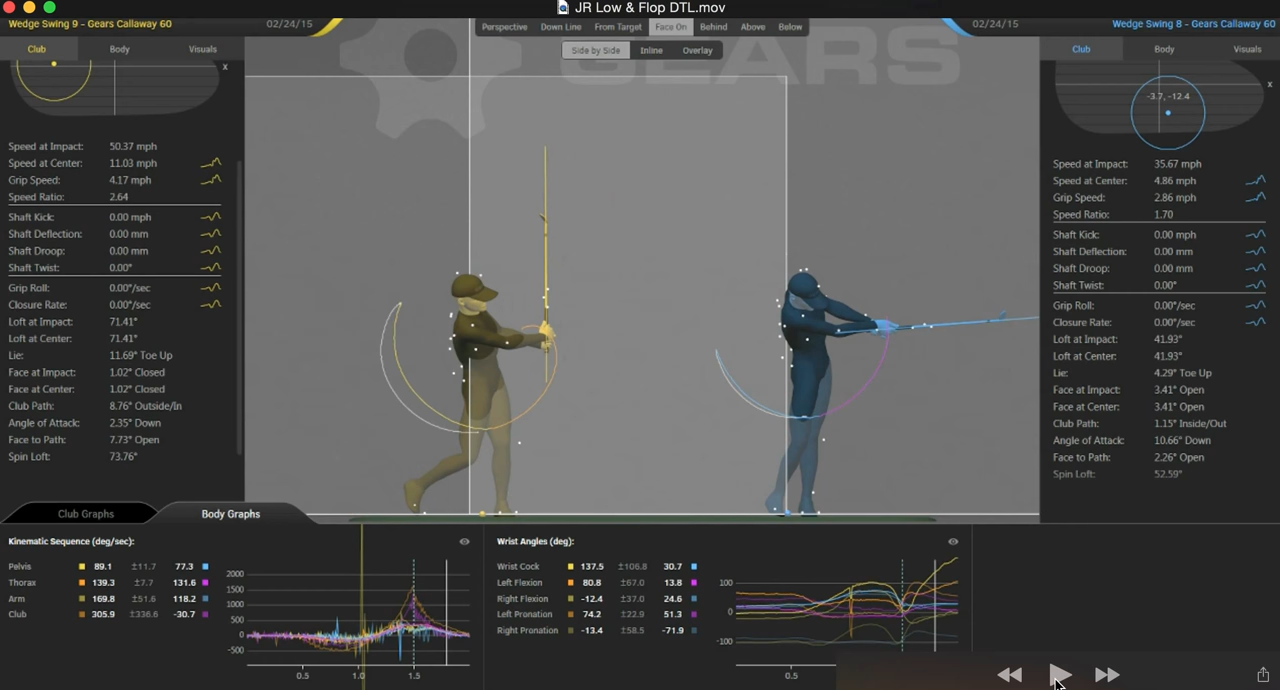 JR Low & Flop DTL.mov
Wedge Swing 9 - Gears Callaway 60
02/24/15
Perspective Down Line From Target Face On Behind Above Below
02/24/15
Wedge Swing 8 - Gears Callaway 60
Club Body Visuals
Side by Side Inline Overlay
Club Body Visuals
GEARS
x
x
-3.7, -12.4
Speed at Impact: 50.37 mph
Speed at Center: 11.03 mph
Grip Speed: 4.17 mph
Speed Ratio: 2.64
Shaft Kick: 0.00 mph
Shaft Deflection: 0.00 mm
Shaft Droop: 0.00 mm
Shaft Twist: 0.00°
Grip Roll: 0.00°/sec
Closure Rate: 0.00°/sec
Loft at Impact: 71.41°
Loft at Center: 71.41°
Lie: 11.69° Toe Up
Face at Impact: 1.02° Closed
Face at Center: 1.02° Closed
Club Path: 8.76° Outside/In
Angle of Attack: 2.35° Down
Face to Path: 7.73° Open
Spin Loft: 73.76°
Speed at Impact: 35.67 mph
Speed at Center: 4.86 mph
Grip Speed: 2.86 mph
Speed Ratio: 1.70
Shaft Kick: 0.00 mph
Shaft Deflection: 0.00 mm
Shaft Droop: 0.00 mm
Shaft Twist: 0.00°
Grip Roll: 0.00°/sec
Closure Rate: 0.00°/sec
Loft at Impact: 41.93°
Loft at Center: 41.93°
Lie: 4.29° Toe Up
Face at Impact: 3.41° Open
Face at Center: 3.41° Open
Club Path: 1.15° Inside/Out
Angle of Attack: 10.66° Down
Face to Path: 2.26° Open
Spin Loft: 52.59°
Club Graphs Body Graphs
Kinematic Sequence (deg/sec):
Pelvis 89.1 ±11.7 77.3
Thorax 139.3 ±7.7 131.6
Arm 169.8 ±51.6 118.2
Club 305.9 ±336.6 -30.7
2000
1500
1000
500
0
-500
0.5 1.0 1.5
Wrist Angles (deg):
Wrist Cock 137.5 ±106.8 30.7
Left Flexion 80.8 ±67.0 13.8
Right Flexion -12.4 ±37.0 24.6
Left Pronation 74.2 ±22.9 51.3
Right Pronation -13.4 ±58.5 -71.9
100
0
-100
0.5